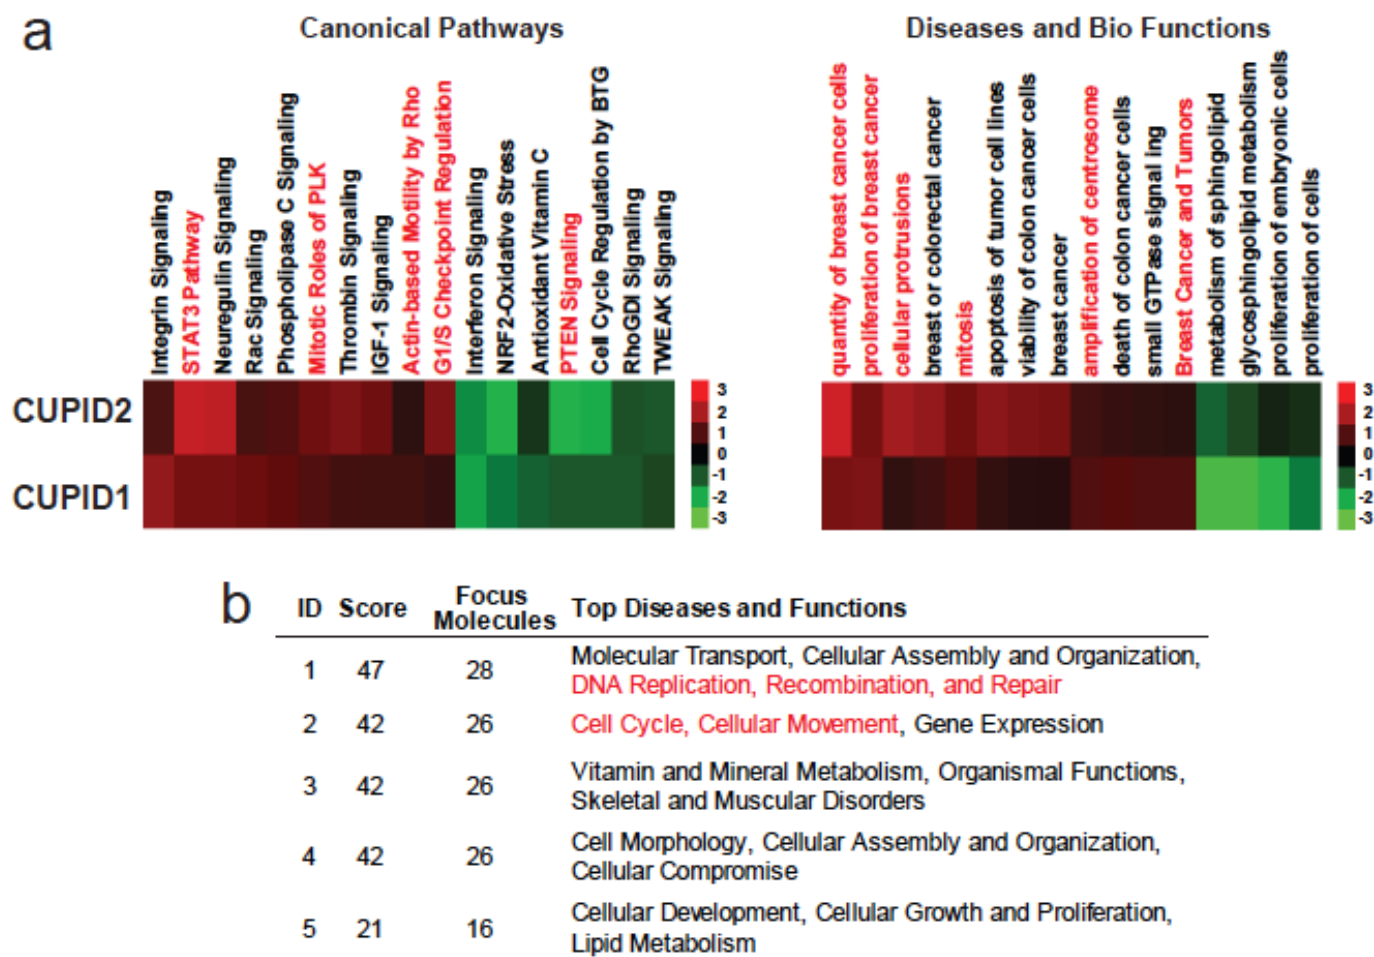 a
Canonical Pathways
Diseases and Bio Functions
Integrin Signaling
STAT3 Pathway
Neuregulin Signaling
Rac Signaling
Phospholipase C Signaling
Mitotic Roles of PLK
Thrombin Signaling
IGF-1 Signaling
Actin-based Motility by Rho
G1/S Checkpoint Regulation
Interferon Signaling
NRF2-Oxidative Stress
Antioxidant Vitamin C
PTEN Signaling
Cell Cycle Regulation by BTG
RhoGDI Signaling
TWEAK Signaling
quantity of breast cancer cells
proliferation of breast cancer
cellular protrusions
breast or colorectal cancer
mitosis
apoptosis of tumor cell lines
viability of colon cancer cells
breast cancer
amplification of centrosome
death of colon cancer cells
small GTPase signal ing
Breast Cancer and Tumors
metabolism of sphingolipid
glycosphingolipid metabolism
proliferation of embryonic cells
proliferation of cells
CUPID2
CUPID1
3
2
1
0
-1
-2
-3
3
2
1
0
-1
-2
-3
b
ID Score Focus Molecules Top Diseases and Functions
1 47 28 Molecular Transport, Cellular Assembly and Organization,
DNA Replication, Recombination, and Repair
2 42 26 Cell Cycle, Cellular Movement, Gene Expression
3 42 26 Vitamin and Mineral Metabolism, Organismal Functions,
Skeletal and Muscular Disorders
4 42 26 Cell Morphology, Cellular Assembly and Organization,
Cellular Compromise
5 21 16 Cellular Development, Cellular Growth and Proliferation,
Lipid Metabolism